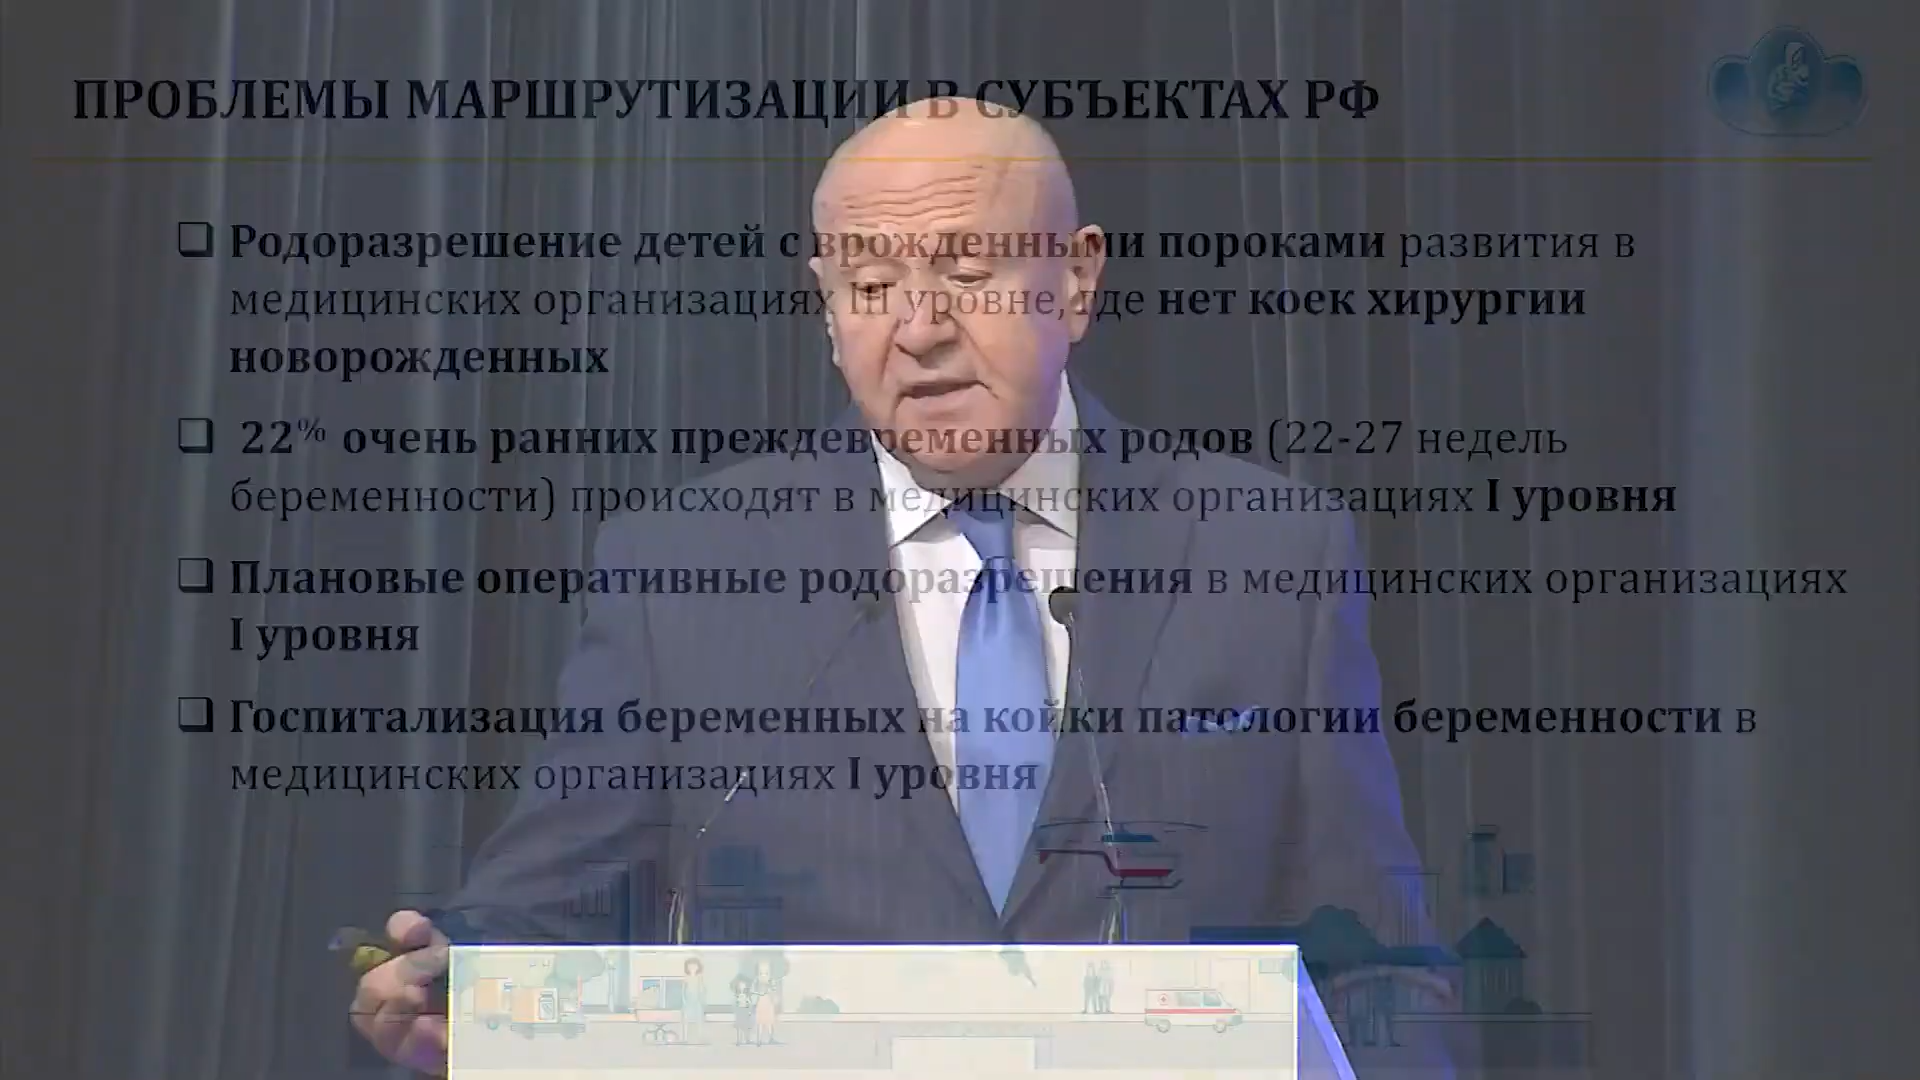 ПРОБЛЕМЫ МАРШРУТИЗАЦИИ В СУБЪЕКТАХ РФ
Родоразрешение детей с врожденными пороками развития в
медицинских организациях III уровне, где нет коек хирургии
новорожденных
22% очень ранних преждевременных родов (22-27 недель
беременности) происходят в медицинских организациях I уровня
Плановые оперативные родоразрешения в медицинских организациях
I уровня
Госпитализация беременных на койки патологии беременности в
медицинских организациях I уровня